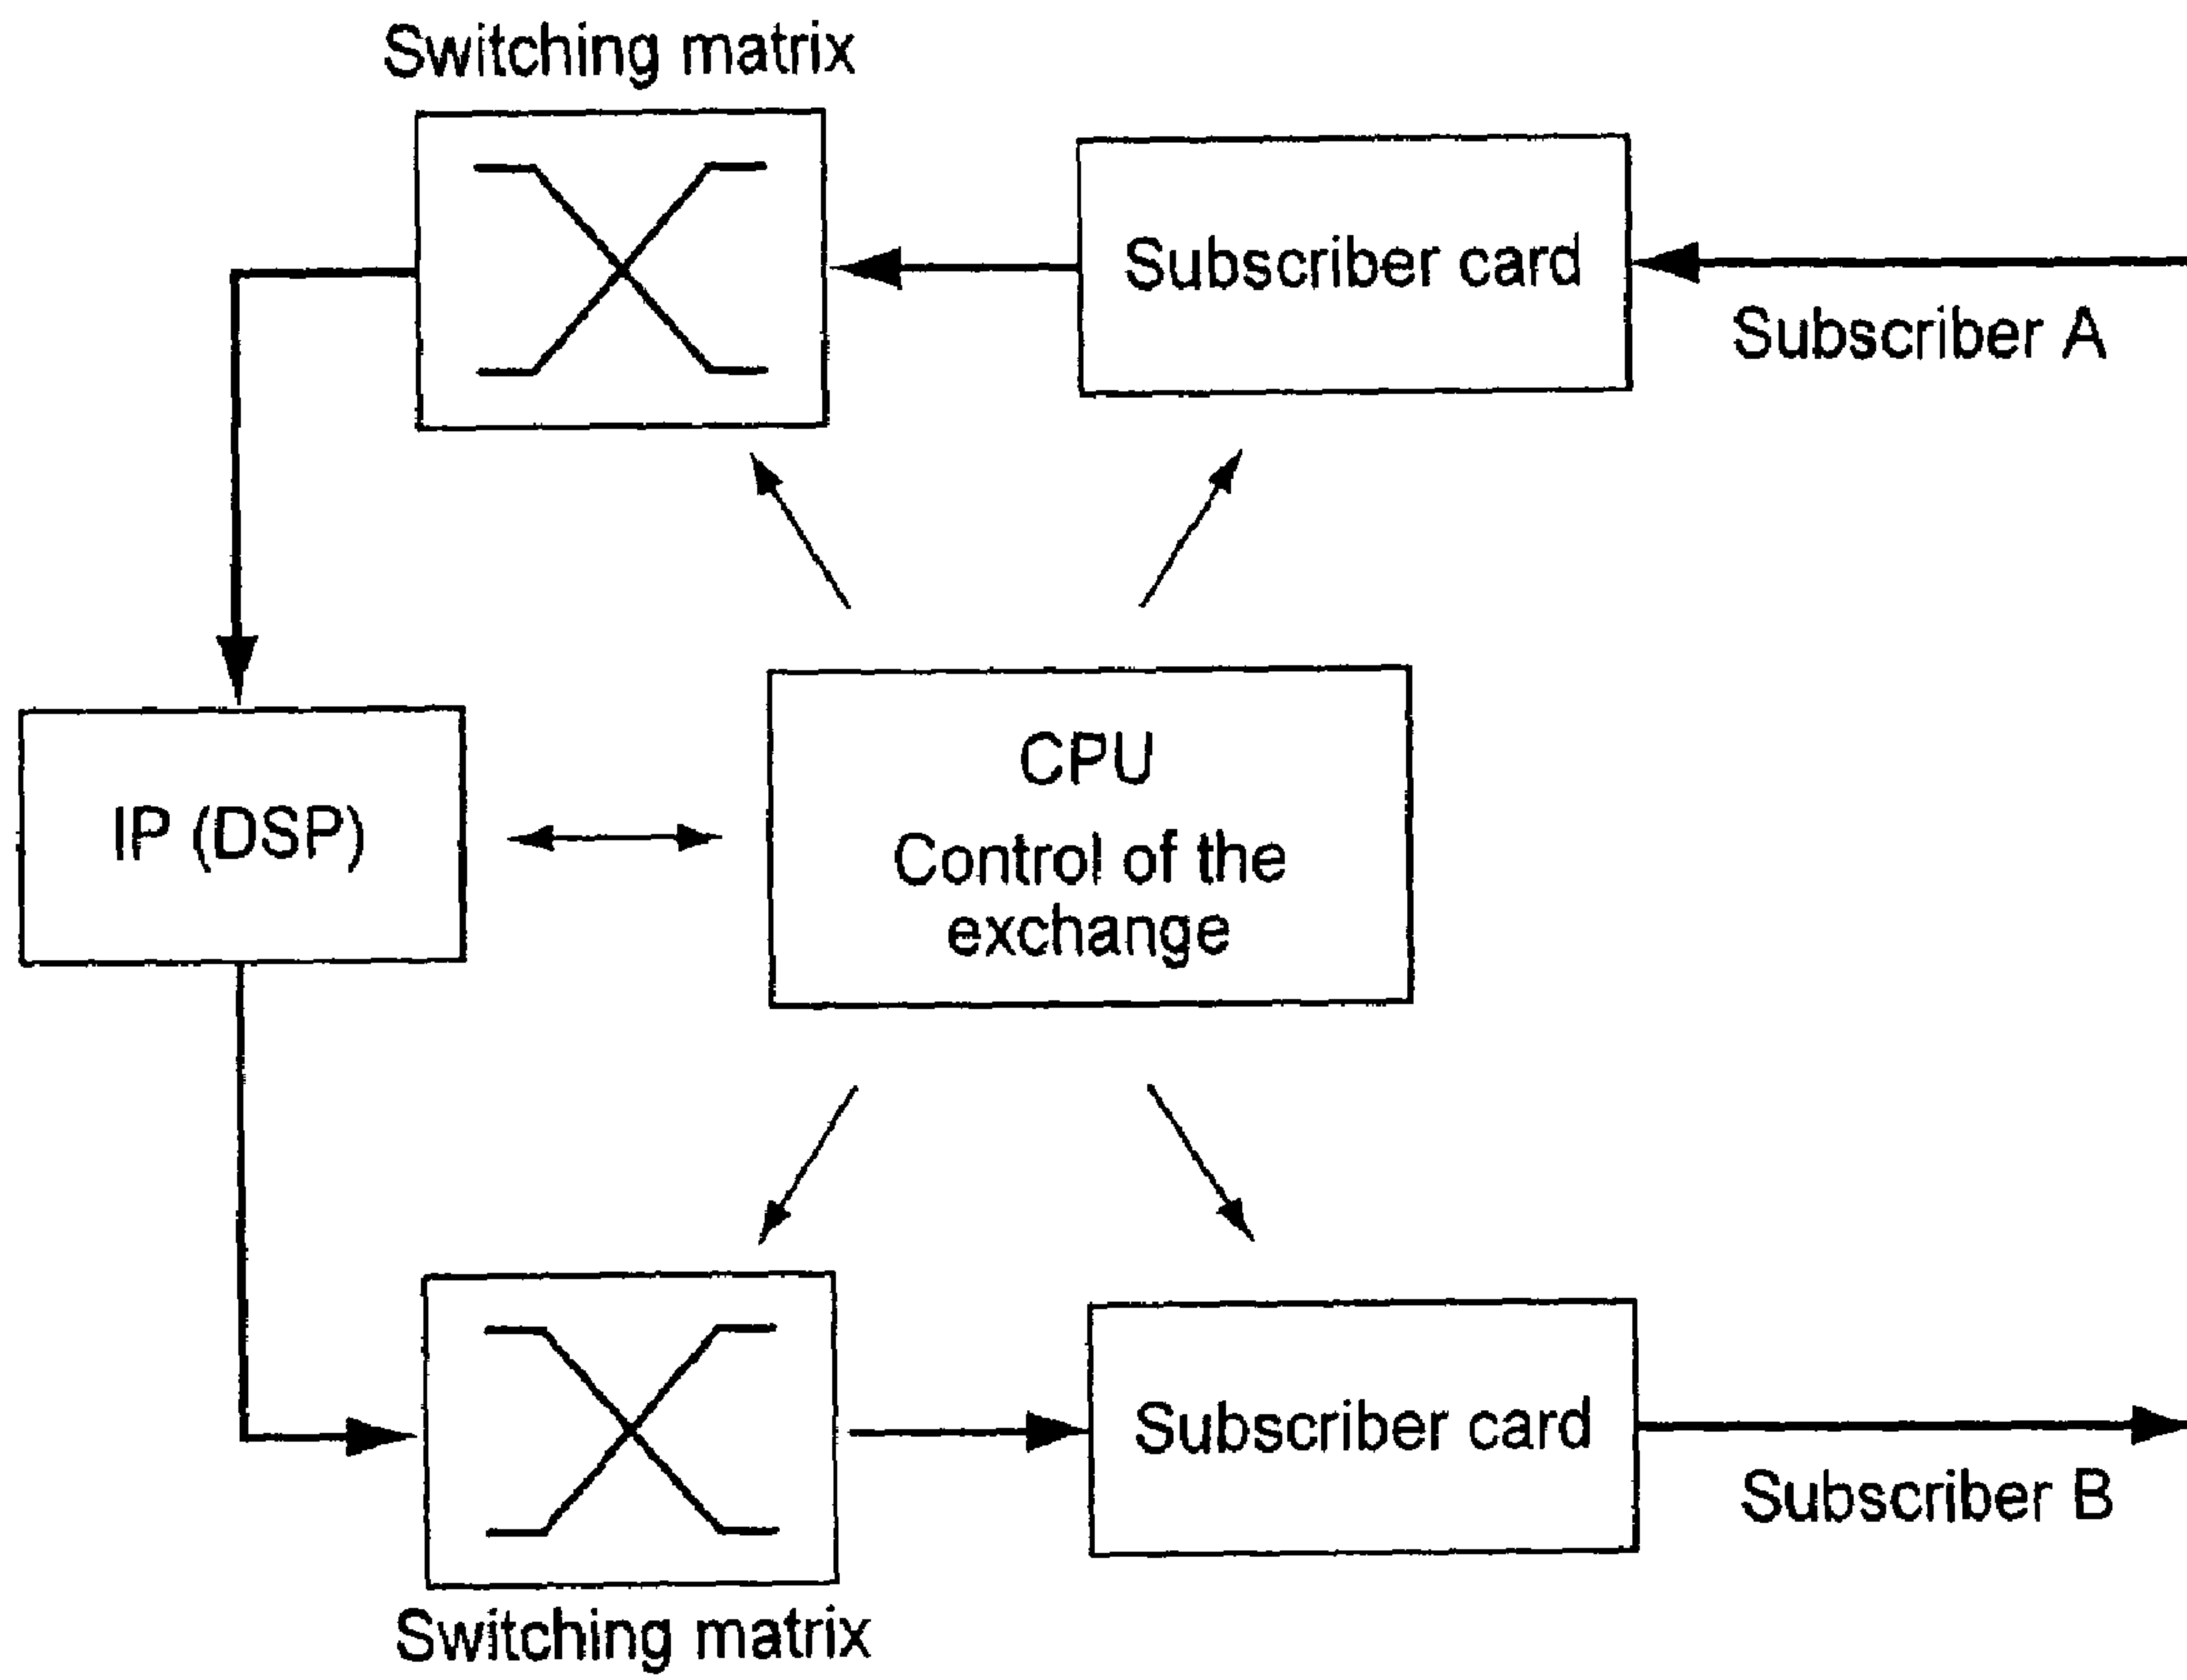 Switching matrix
Subscriber card
Subscriber A
IP (DSP)
CPU
Control of the
exchange
Subscriber card
Subscriber B
Switching matrix